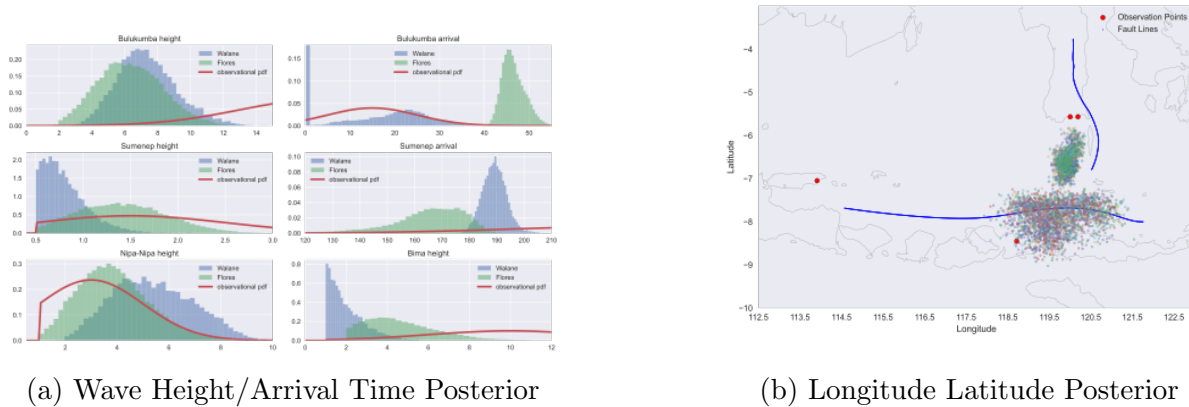 Bulukumba height
0.20
0.15
0.10
0.05
0.00
0 2 4 6 8 10 12 14
Walane
Flores
observational pdf
Bulukumba arrival
0.15
0.10
0.05
0.00
0 10 20 30 40 50
Walane
Flores
observational pdf
Sumenep height
2.0
1.5
1.0
0.5
0.0
0.5 1.0 1.5 2.0 2.5 3.0
Walane
Flores
observational pdf
Sumenep arrival
0.10
0.08
0.06
0.04
0.02
0.00
120 130 140 150 160 170 180 190 200 210
Walane
Flores
observational pdf
Nipa-Nipa height
0.3
0.2
0.1
0.0
0 2 4 6 8 10
Walane
Flores
observational pdf
Bima height
0.8
0.6
0.4
0.2
0.0
0 2 4 6 8 10 12
Walane
Flores
observational pdf
(a) Wave Height/Arrival Time Posterior
Observation Points
Fault Lines
Latitude
−4
−5
−6
−7
−8
−9
−10
112.5 113.5 114.5 115.5 116.5 117.5 118.5 119.5 120.5 121.5 122.5
Longitude
(b) Longitude Latitude Posterior